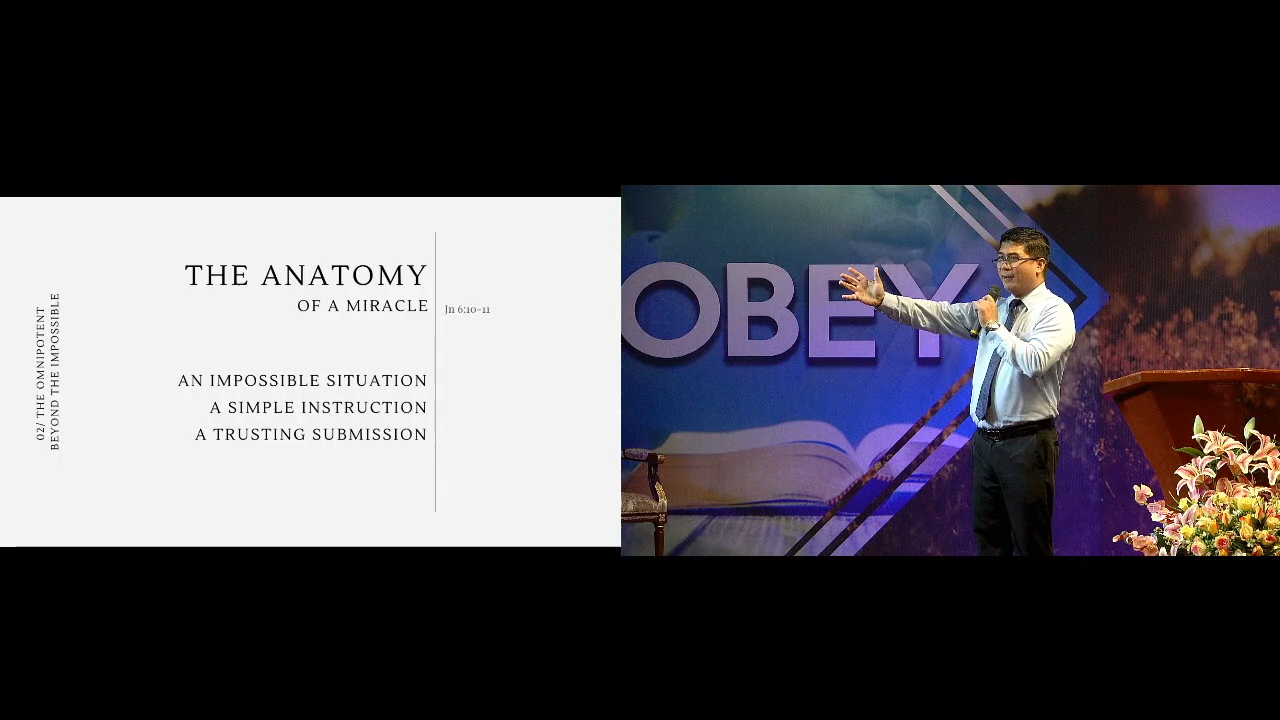 02/ THE OMNIPOTENT
BEYOND THE IMPOSSIBLE
THE ANATOMY
OF A MIRACLE
Jn 6:10-11
AN IMPOSSIBLE SITUATION
A SIMPLE INSTRUCTION
A TRUSTING SUBMISSION
OBEY